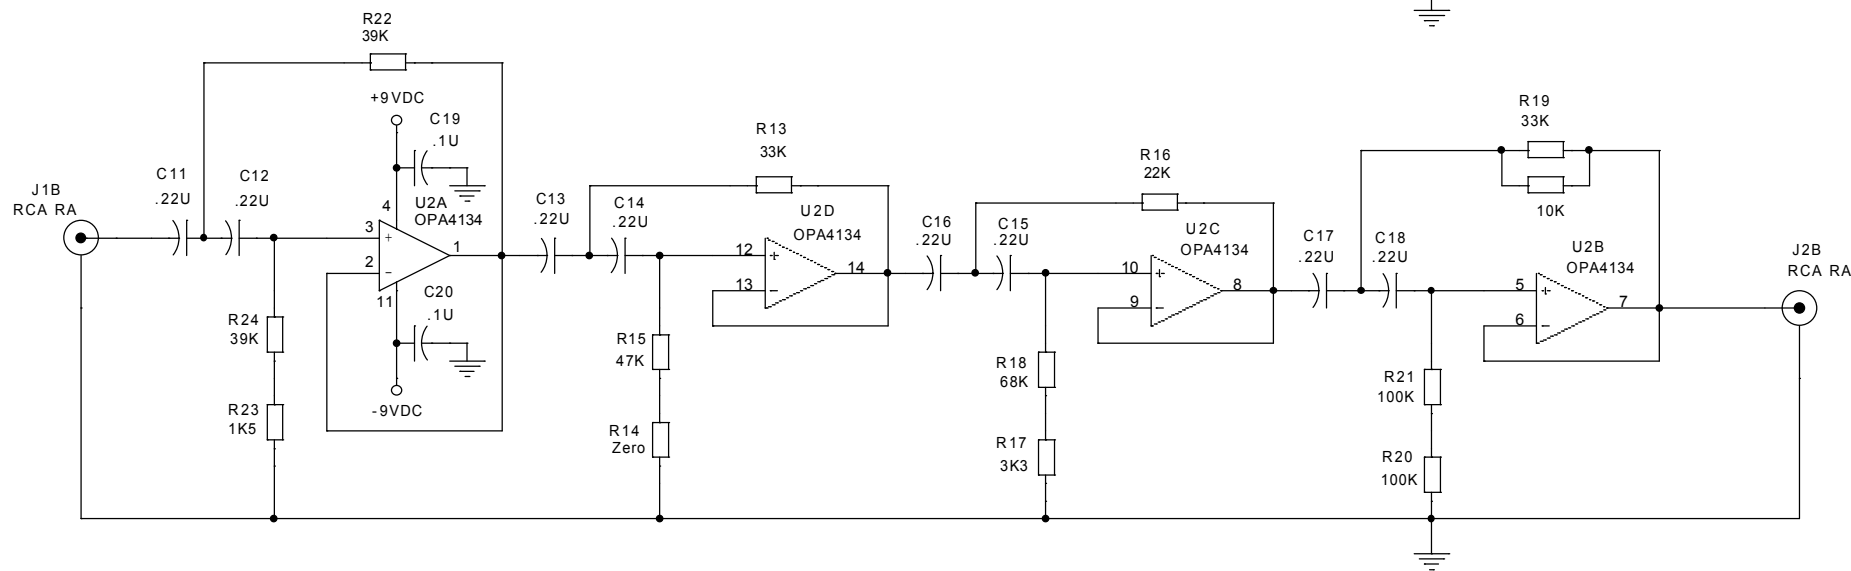 R22
39K
+9VDC
C19
.1U
R13
33K
R19
33K
10K
R16
22K
J1B
RCA RA
C11
.22U
C12
.22U
4
U2A
OPA4134
3
+
2
-
1
11
C20
.1U
-9VDC
R24
39K
R23
1K5
C13
.22U
C14
.22U
U2D
OPA4134
12
+
13
-
14
R15
47K
R14
Zero
C16
.22U
C15
.22U
U2C
OPA4134
10
+
9
-
8
R18
68K
R17
3K3
C17
.22U
C18
.22U
U2B
OPA4134
5
+
6
-
7
R21
100K
R20
100K
J2B
RCA RA